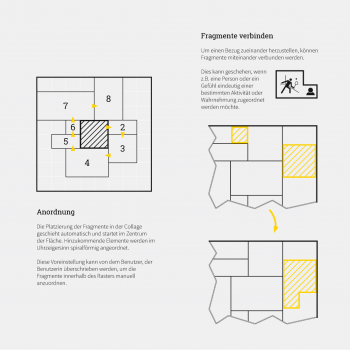 Fragmente verbinden
Um einen Bezug zueinander herzustellen, können
Fragmente miteinander verbunden werden.
Dies kann geschehen, wenn
z.B. eine Person oder ein
Gefühl eindeutig einer
bestimmten Aktivität oder
Wahrnehmung zugeordnet
werden möchte.
7
8
6
2
5
3
4
Anordnung
Die Platzierung der Fragmente in der Collage
geschieht automatisch und startet im Zentrum
der Fläche. Hinzukommende Elemente werden im
Uhrzeigersinn spiralförmig angeordnet.
Diese Voreinstellung kann von dem Benutzer, der
Benutzerin überschrieben werden, um die
Fragmente innerhalb des Rasters manuell
anzuordnen.